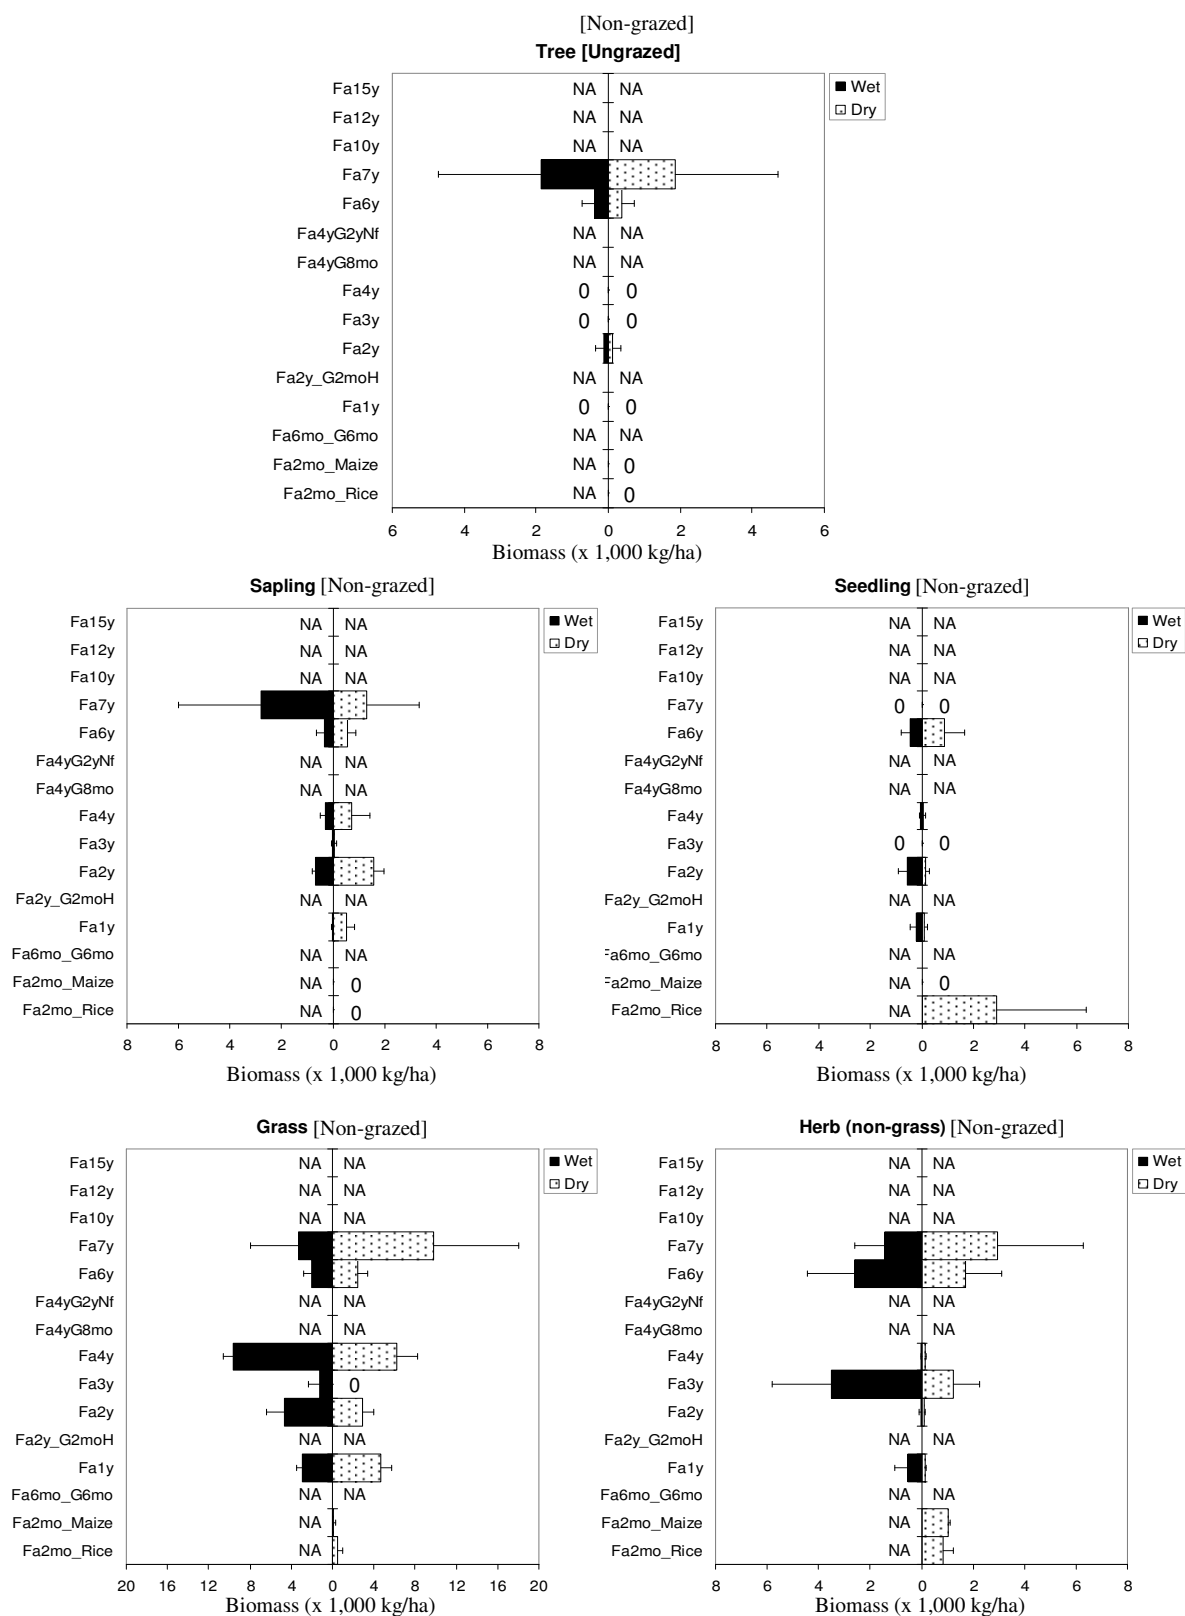 [Non-grazed]
Tree [Ungrazed]
Wet
Dry
Fa15y NA NA
Fa12y NA NA
Fa10y NA NA
Fa7y
Fa6y
Fa4yG2yNf NA NA
Fa4yG8mo NA NA
Fa4y 0 0
Fa3y 0 0
Fa2y
Fa2y_G2moH NA NA
Fa1y 0 0
Fa6mo_G6mo NA NA
Fa2mo_Maize NA 0
Fa2mo_Rice NA 0
6 4 2 0 2 4 6
Biomass (x 1,000 kg/ha)
Sapling [Non-grazed]
Wet
Dry
Fa15y NA NA
Fa12y NA NA
Fa10y NA NA
Fa7y
Fa6y
Fa4yG2yNf NA NA
Fa4yG8mo NA NA
Fa4y
Fa3y
Fa2y
Fa2y_G2moH NA NA
Fa1y
Fa6mo_G6mo NA NA
Fa2mo_Maize NA 0
Fa2mo_Rice NA 0
8 6 4 2 0 2 4 6 8
Biomass (x 1,000 kg/ha)
Seedling [Non-grazed]
Wet
Dry
Fa15y NA NA
Fa12y NA NA
Fa10y NA NA
Fa7y 0 0
Fa6y
Fa4yG2yNf NA NA
Fa4yG8mo NA NA
Fa4y
Fa3y 0 0
Fa2y
Fa2y_G2moH NA NA
Fa1y
Fa6mo_G6mo NA NA
Fa2mo_Maize NA 0
Fa2mo_Rice NA
8 6 4 2 0 2 4 6 8
Biomass (x 1,000 kg/ha)
Grass [Non-grazed]
Wet
Dry
Fa15y NA NA
Fa12y NA NA
Fa10y NA NA
Fa7y
Fa6y
Fa4yG2yNf NA NA
Fa4yG8mo NA NA
Fa4y
Fa3y 0
Fa2y
Fa2y_G2moH NA NA
Fa1y
Fa6mo_G6mo NA NA
Fa2mo_Maize NA
Fa2mo_Rice NA
20 16 12 8 4 0 4 8 12 16 20
Biomass (x 1,000 kg/ha)
Herb (non-grass) [Non-grazed]
Wet
Dry
Fa15y NA NA
Fa12y NA NA
Fa10y NA NA
Fa7y
Fa6y
Fa4yG2yNf NA NA
Fa4yG8mo NA NA
Fa4y
Fa3y
Fa2y
Fa2y_G2moH NA NA
Fa1y
Fa6mo_G6mo NA NA
Fa2mo_Maize NA
Fa2mo_Rice NA
8 6 4 2 0 2 4 6 8
Biomass (x 1,000 kg/ha)